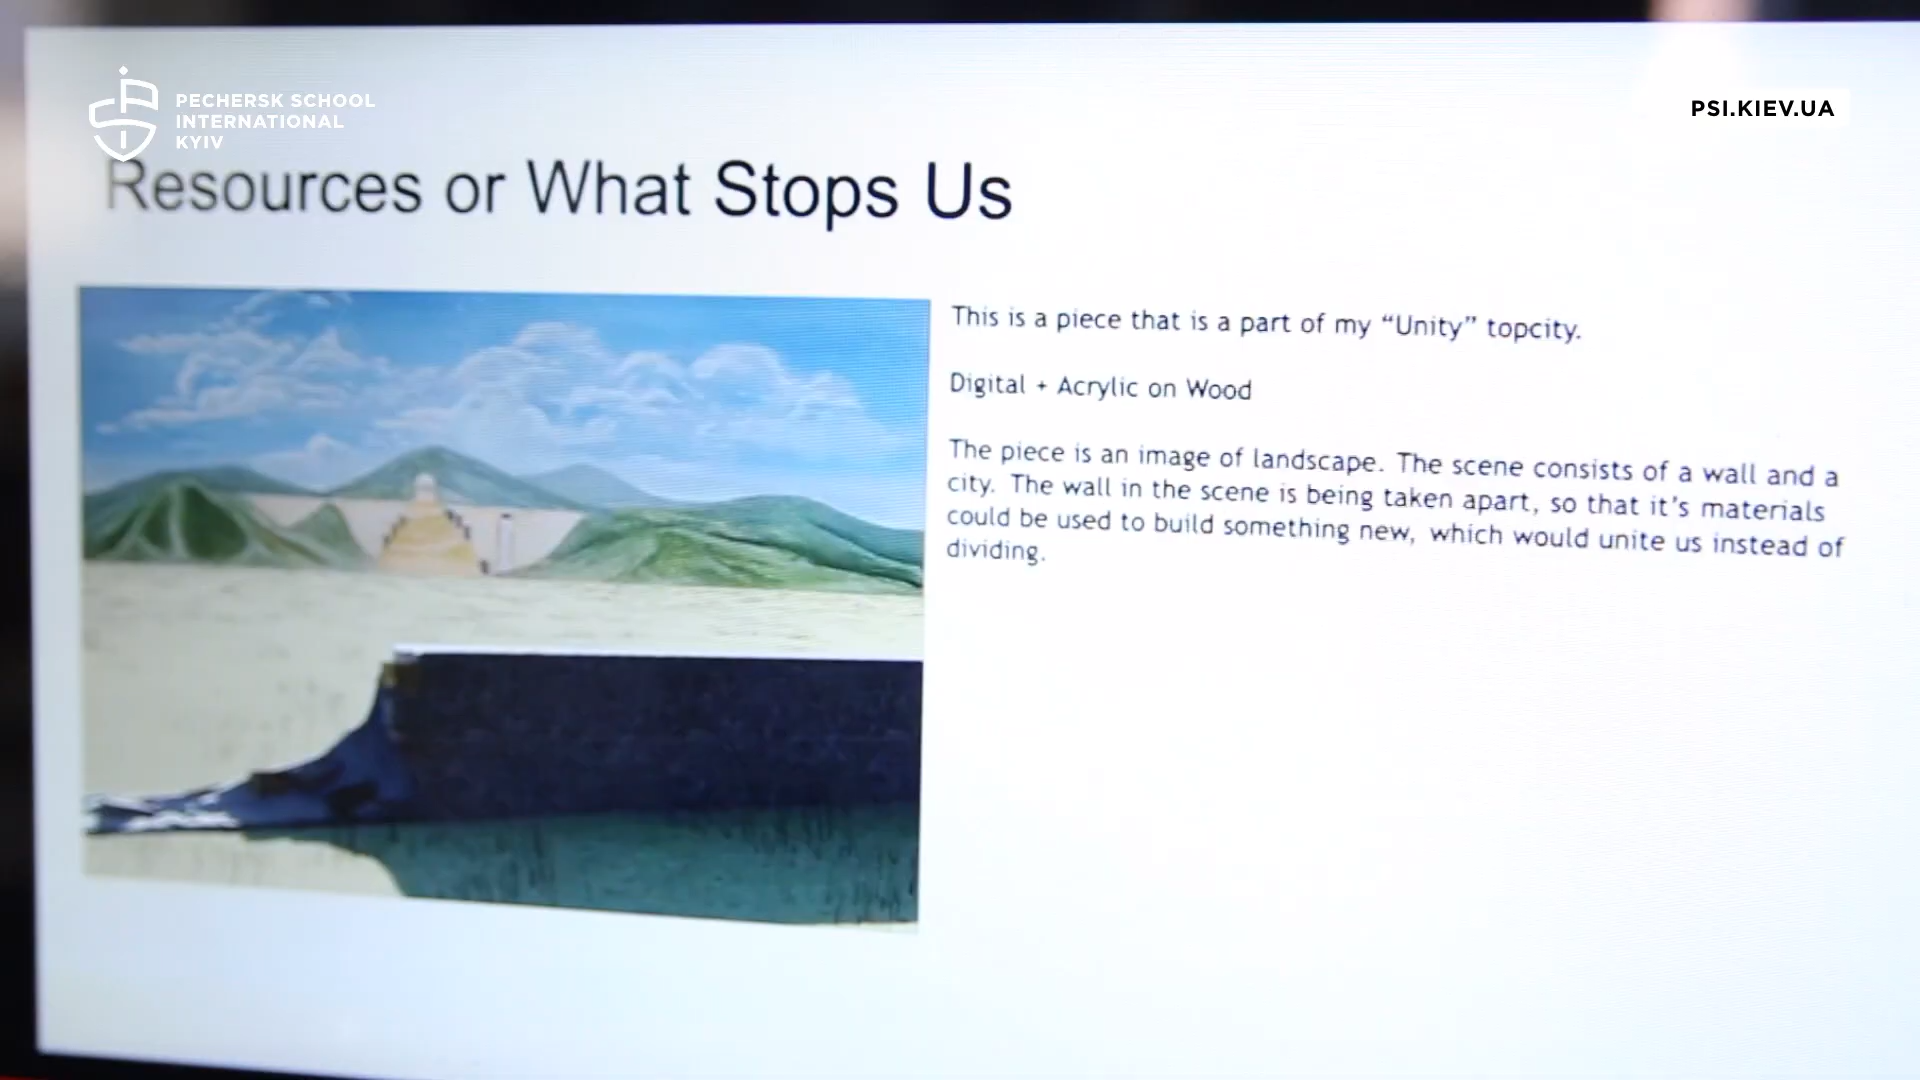 PECHERSK SCHOOL
INTERNATIONAL
KYIV
PSI.KIEV.UA
Resources or What Stops Us
This is a piece that is a part of my “Unity” topcity.
Digital + Acrylic on Wood
The piece is an image of landscape. The scene consists of a wall and a
city. The wall in the scene is being taken apart, so that it's materials
could be used to build something new, which would unite us instead of
dividing.